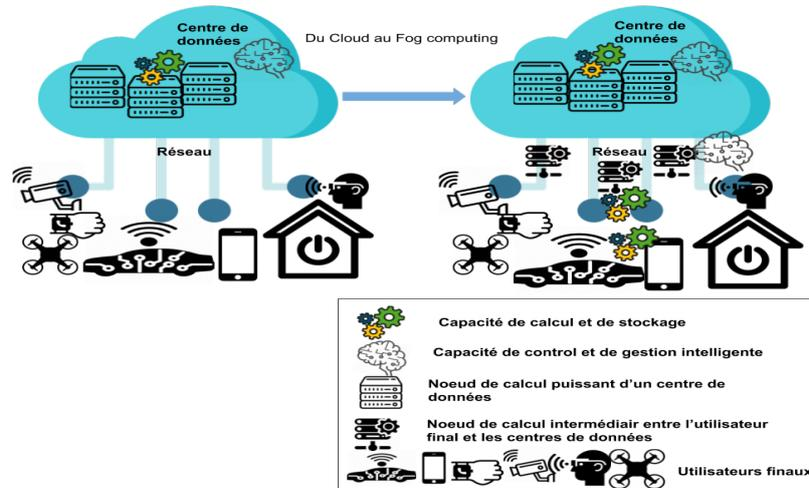 Centre de
données
Du Cloud au Fog computing
Centre de
données
Réseau
Réseau
Capacité de calcul et de stockage
Capacité de control et de gestion intelligente
Noeud de calcul puissant d'un centre de
données
Noeud de calcul intermédiair entre l'utilisateur
final et les centres de données
Utilisateurs finaux